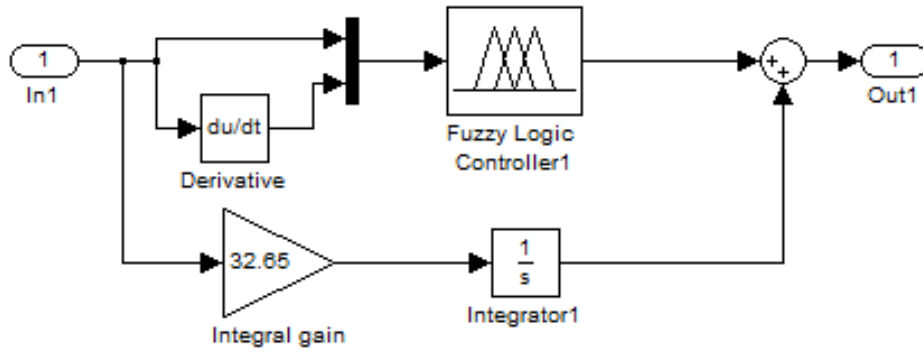 1
In1
du/dt
Derivative
Fuzzy Logic
Controller1
+
+
1
Out1
32.65
Integral gain
1
s
Integrator1